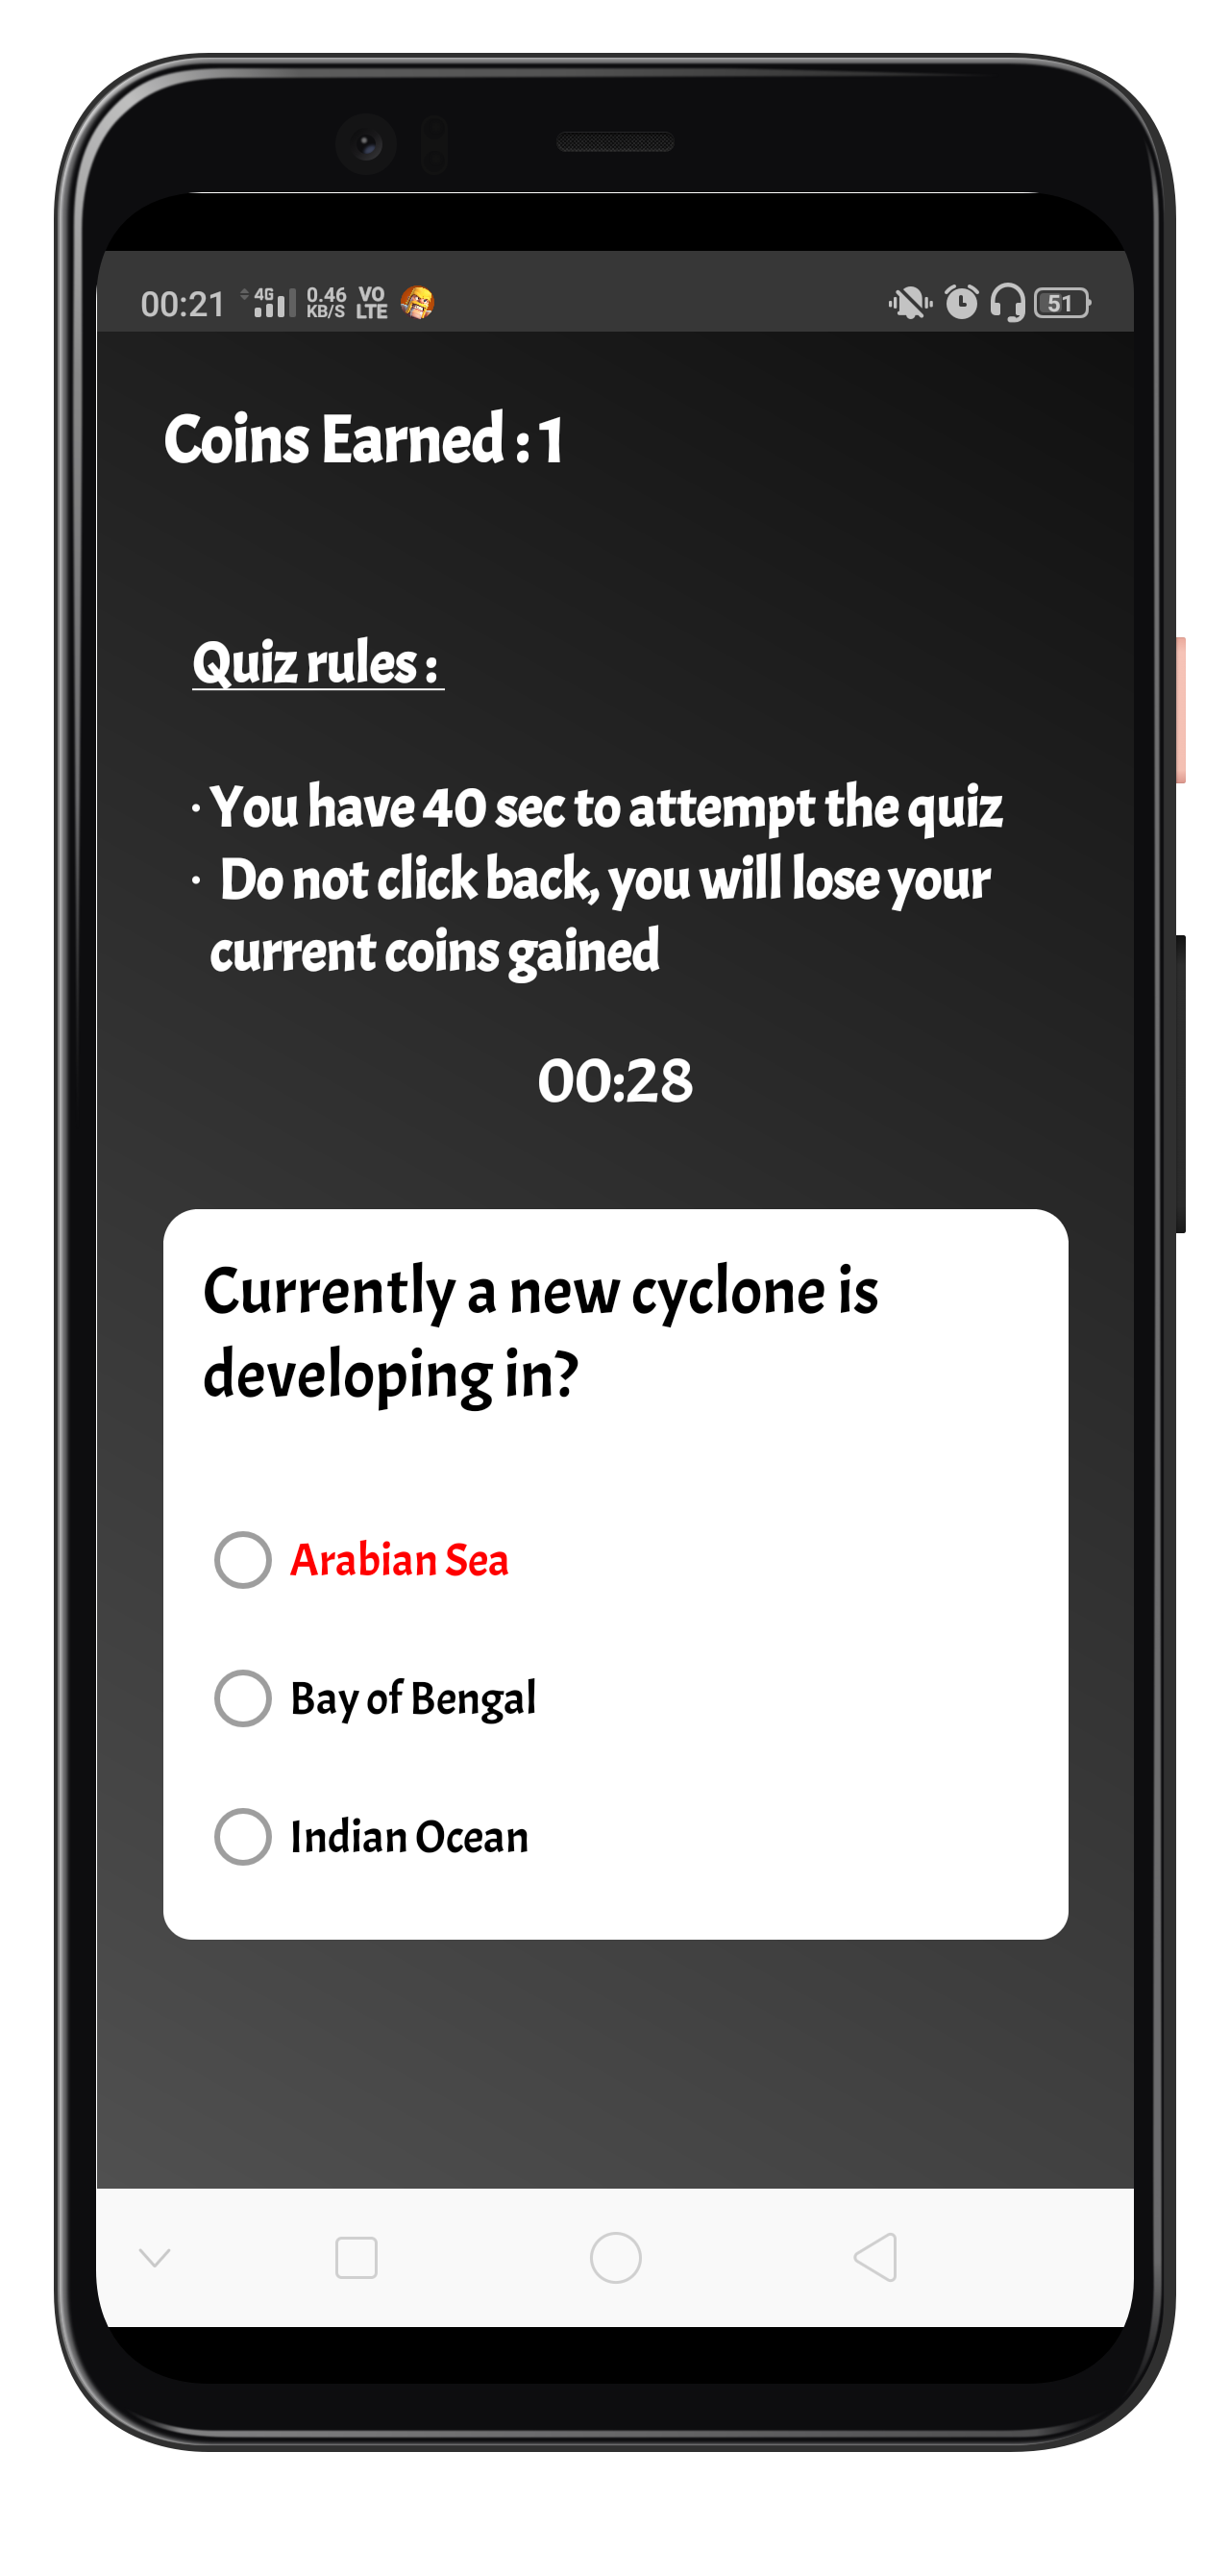 00:21 4G 0.46 KB/S VO LTE 51
Coins Earned : 1
Quiz rules :
· You have 40 sec to attempt the quiz
· Do not click back, you will lose your
current coins gained
00:28
Currently a new cyclone is
developing in?
Arabian Sea
Bay of Bengal
Indian Ocean